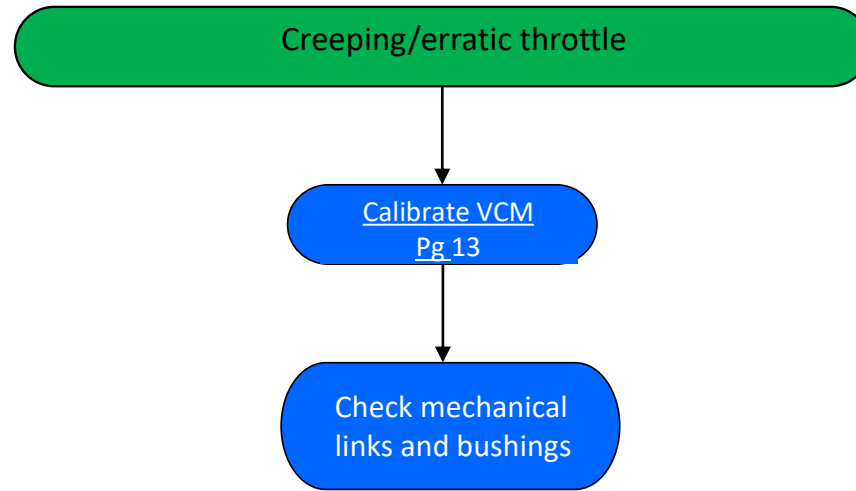 Creeping/erratic throttle
Calibrate VCM
Pg 13
Check mechanical
links and bushings